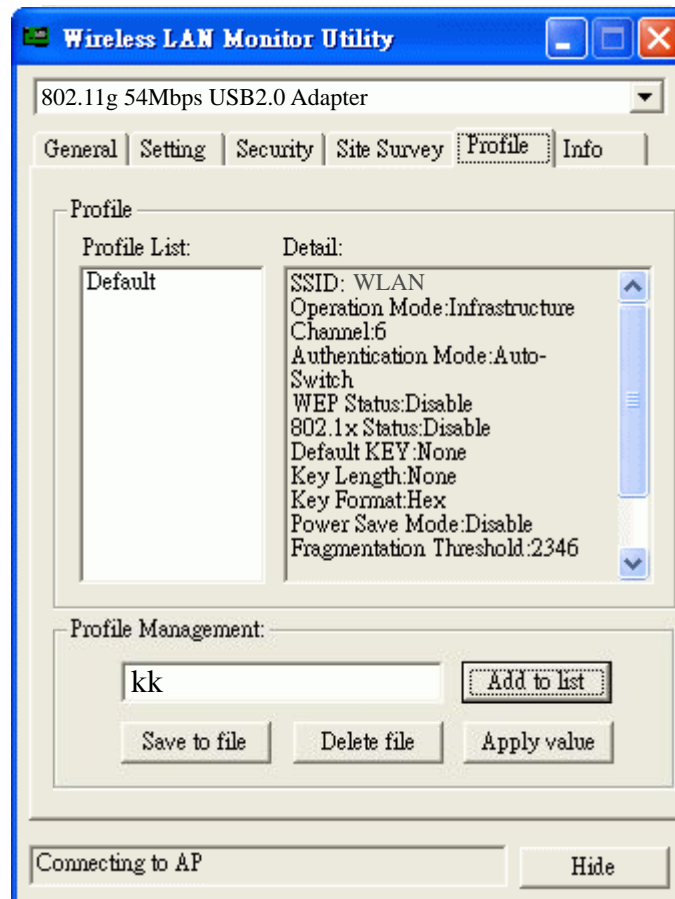 Wireless LAN Monitor Utility
802.11g 54Mbps USB2.0 Adapter
General Setting Security Site Survey Profile Info
Profile
Profile List: Detail:
Default
SSID: WLAN
Operation Mode:Infrastructure
Channel:6
Authentication Mode:Auto-
Switch
WEP Status:Disable
802.1x Status:Disable
Default KEY:None
Key Length:None
Key Format:Hex
Power Save Mode:Disable
Fragmentation Threshold:2346
Profile Management:
kk Add to list
Save to file Delete file Apply value
Connecting to AP Hide